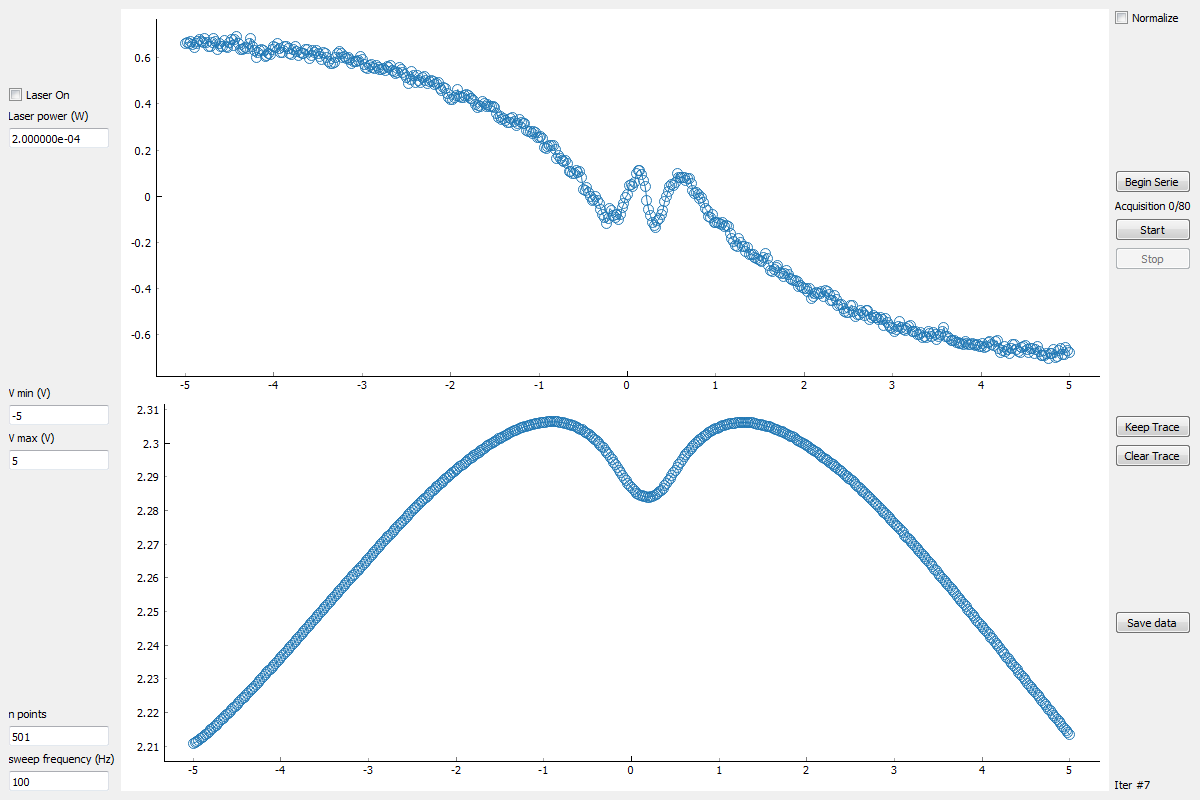 Normalize
Laser On
Laser power (W)
2.000000e-04
0.6
0.4
0.2
0
-0.2
-0.4
-0.6
-5 -4 -3 -2 -1 0 1 2 3 4 5
Begin Serie
Acquisition 0/80
Start
Stop
V min (V)
-5
V max (V)
5
2.31
2.3
2.29
2.28
2.27
2.26
2.25
2.24
2.23
2.22
2.21
-5 -4 -3 -2 -1 0 1 2 3 4 5
Keep Trace
Clear Trace
Save data
n points
501
sweep frequency (Hz)
100
Iter #7